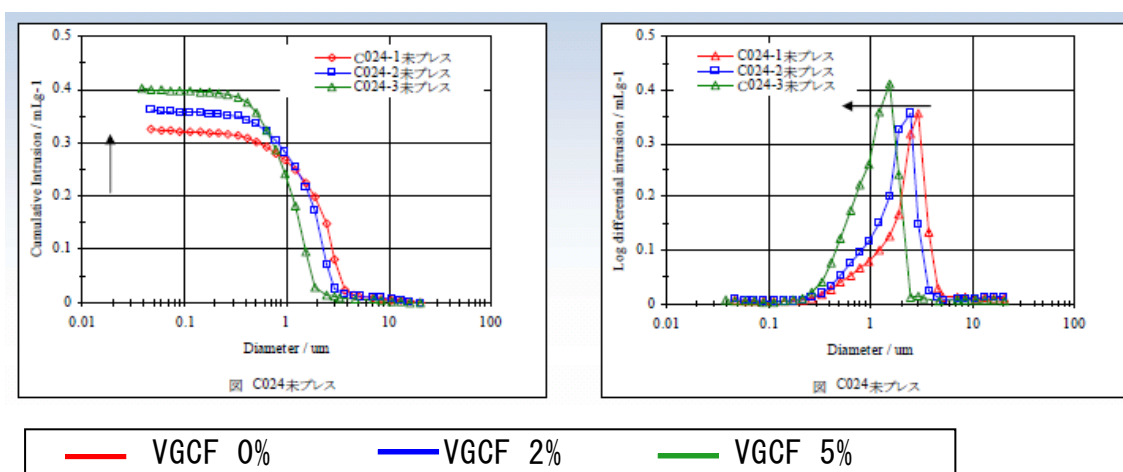 0.5
0.4
0.3
0.2
0.1
0
Cumulative Intrusion / mLg-1
C024-1未プレス
C024-2未プレス
C024-3未プレス
0.01
0.1
1
10
100
Diameter / um
図 C024未プレス
0.5
0.4
0.3
0.2
0.1
0
Log differential intrusion / mLg-1
C024-1未プレス
C024-2未プレス
C024-3未プレス
0.01
0.1
1
10
100
Diameter / um
図 C024未プレス
VGCF 0% VGCF 2% VGCF 5%